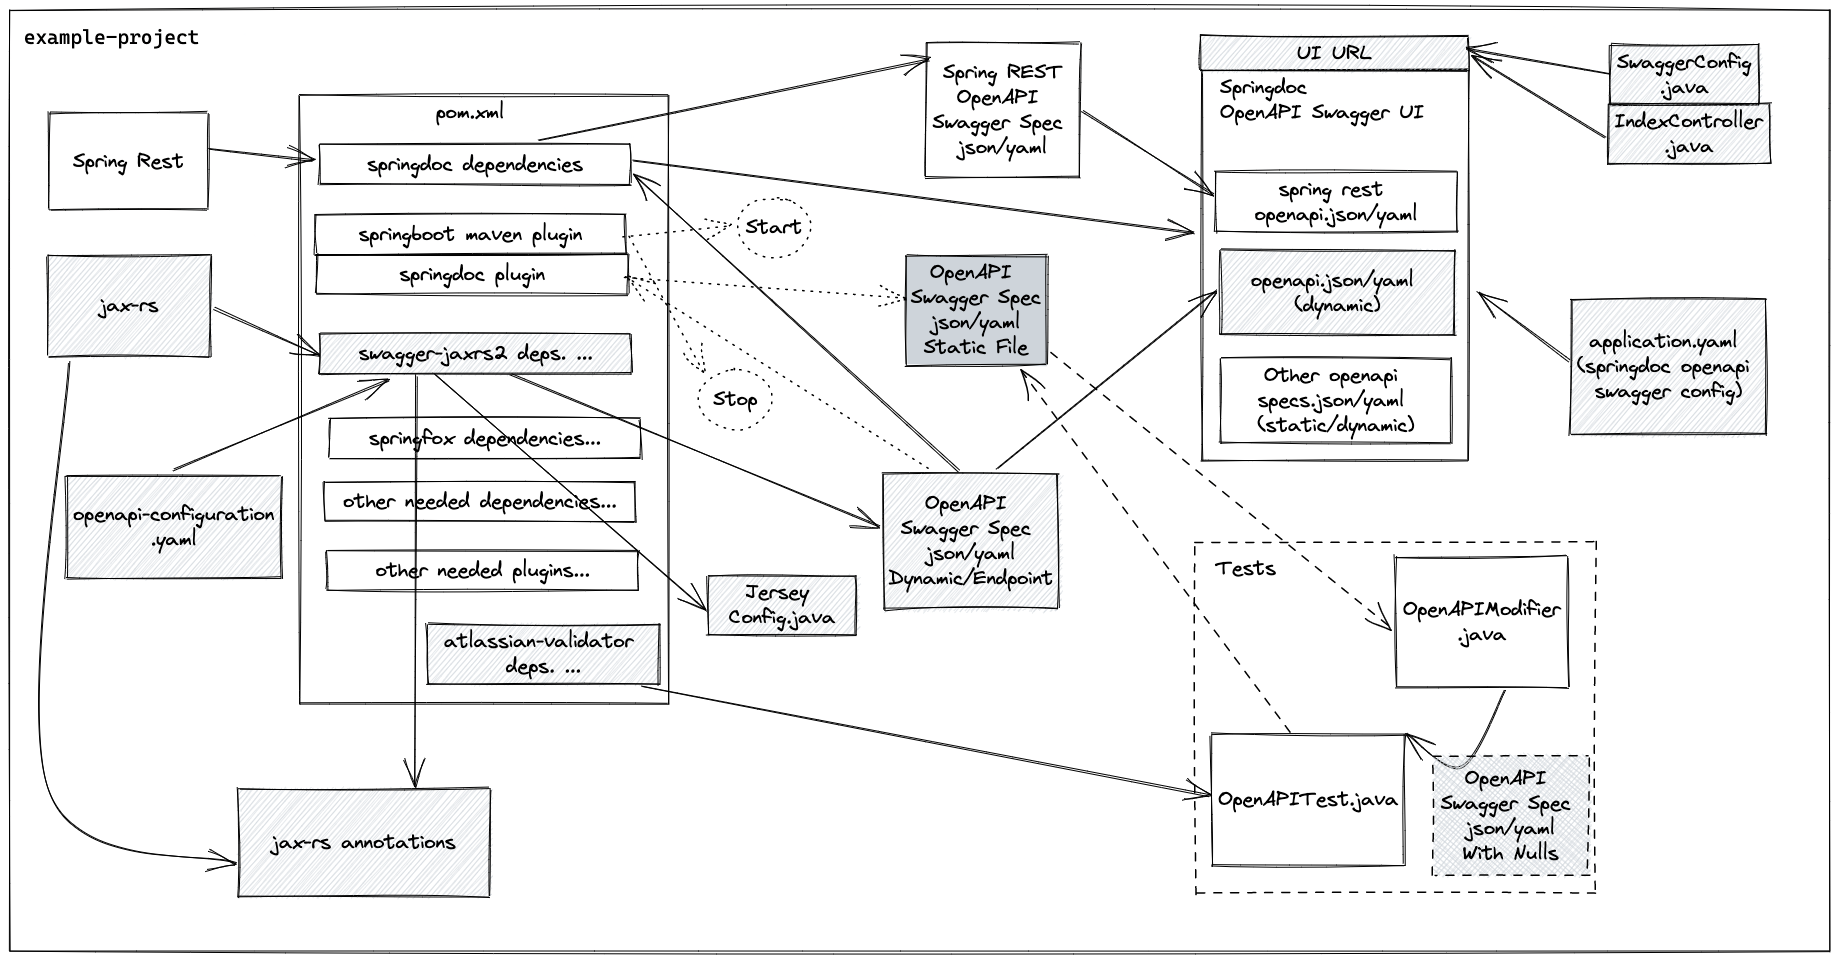 example-project
Spring Rest
jax-rs
openapi-configuration
.yaml
jax-rs annotations
pom.xml
springdoc dependencies
springboot maven plugin
springdoc plugin
swagger-jaxrs2 deps. ...
springfox dependencies...
other needed dependencies...
other needed plugins...
atlassian-validator
deps. ...
Start
Stop
Jersey
Config.java
Spring REST
OpenAPI
Swagger Spec
json/yaml
OpenAPI
Swagger Spec
json/yaml
Static File
OpenAPI
Swagger Spec
json/yaml
Dynamic/Endpoint
UI URL
Springdoc
OpenAPI Swagger UI
spring rest
openapi.json/yaml
openapi.json/yaml
(dynamic)
Other openapi
specs.json/yaml
(static/dynamic)
SwaggerConfig
.java
IndexController
.java
application.yaml
(springdoc openapi
swagger config)
Tests
OpenAPIModifier
.java
OpenAPITest.java
OpenAPI
Swagger Spec
json/yaml
With Nulls